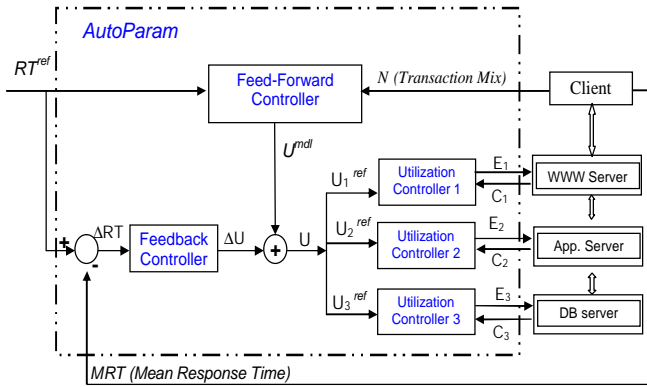 AutoParam
RT^ref
Feed-Forward
Controller
N (Transaction Mix)
Client
U^mdl
E₁
C₁
WWW Server
U₁^ref
Utilization
Controller 1
+
-
ΔRT
Feedback
Controller
ΔU
+
U
U₂^ref
Utilization
Controller 2
E₂
C₂
App. Server
U₃^ref
Utilization
Controller 3
E₃
C₃
DB server
MRT (Mean Response Time)